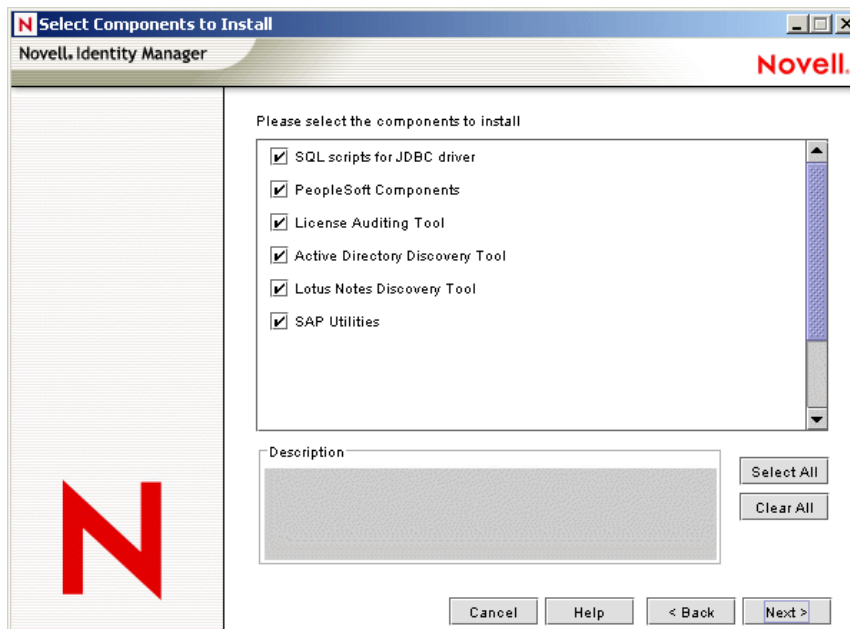 N Select Components to Install
Novell. Identity Manager
Novell.
Please select the components to install
SQL scripts for JDBC driver
PeopleSoft Components
License Auditing Tool
Active Directory Discovery Tool
Lotus Notes Discovery Tool
SAP Utilities
Description
Select All
Clear All
N
Cancel
Help
< Back
Next >